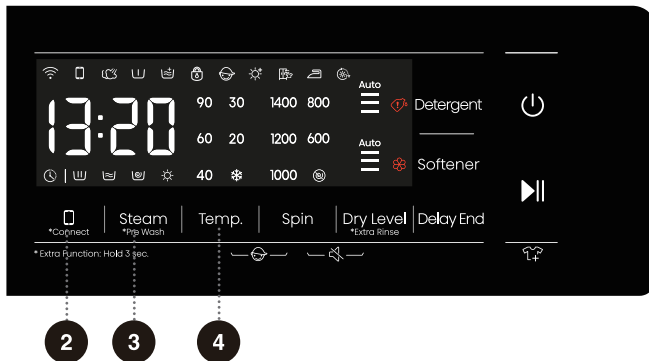 Auto
90 30 1400 800
Detergent
13:20
60 20 1200 600
Auto
Softener
40 1000
Steam Temp. Spin Dry Level Delay End
*Connect *Pre Wash *Extra Rinse
* Extra Function: Hold 3 sec.
2 3 4